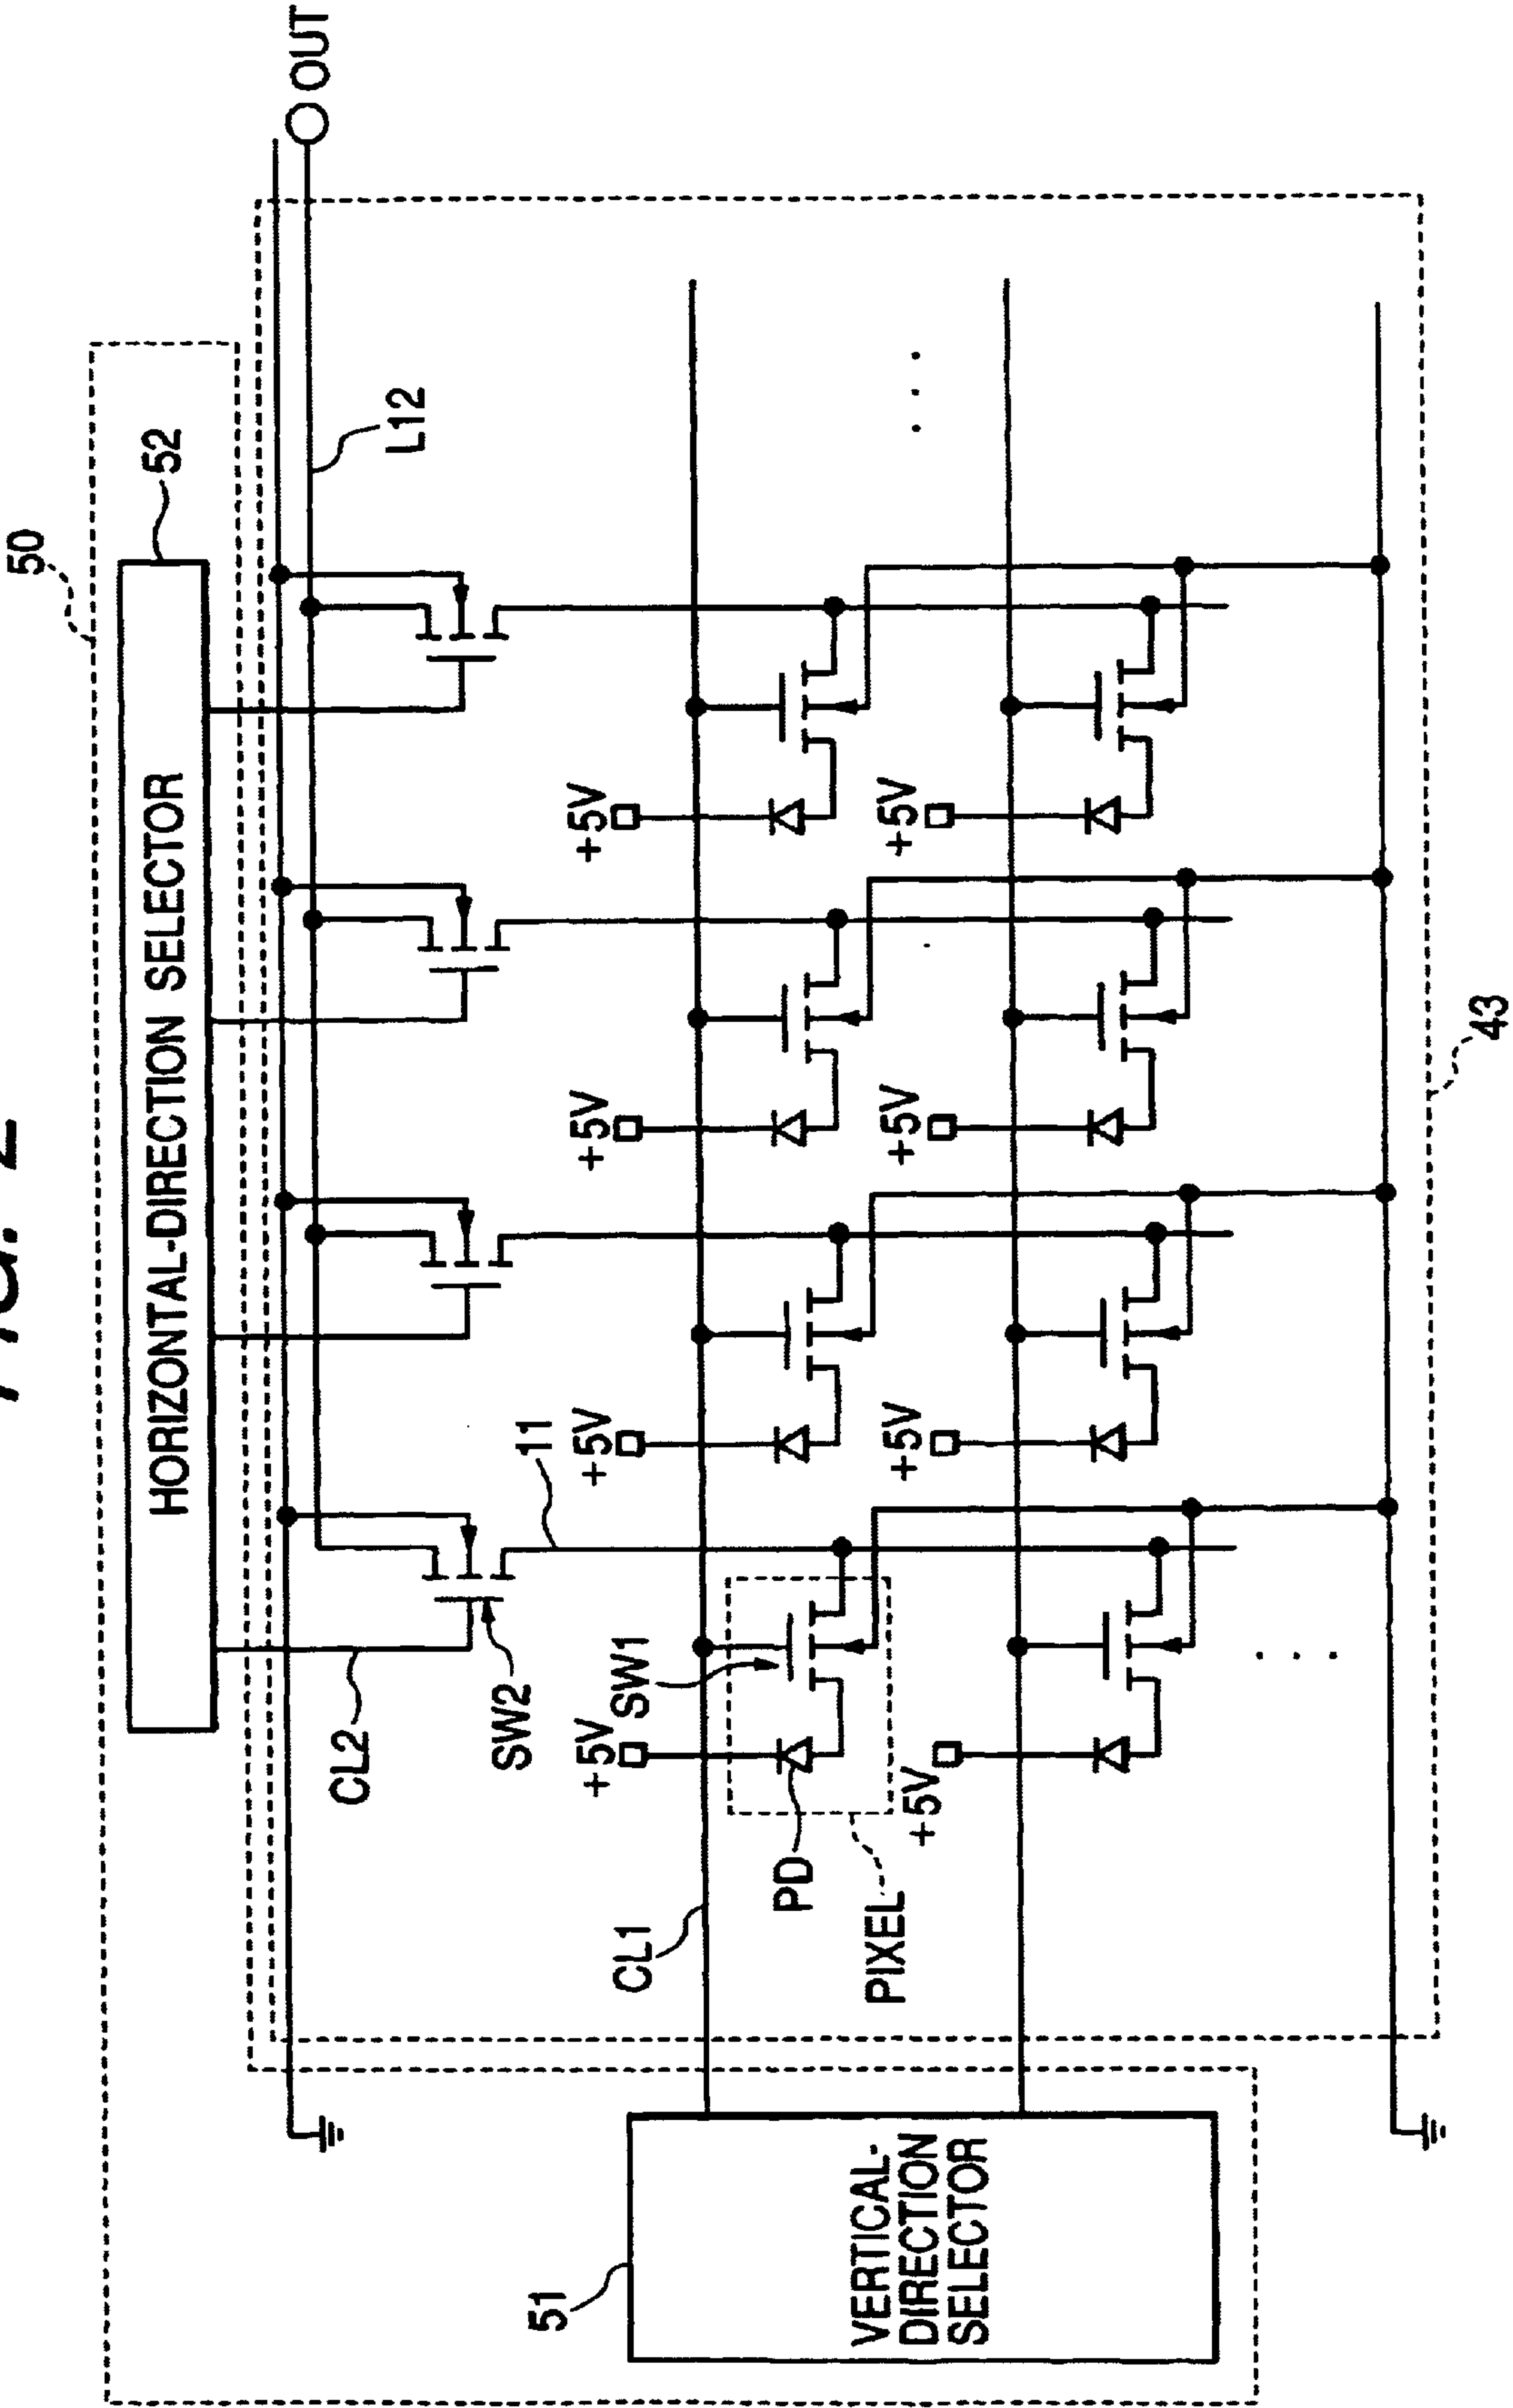 50
HORIZONTAL-DIRECTION SELECTOR
52
OUT
CL2
L12
SW2
11
+5V
+5V
+5V
+5V
SW1
CL1
PD
PIXEL
+5V
+5V
+5V
+5V
. . .
. . .
51
VERTICAL-
DIRECTION
SELECTOR
43